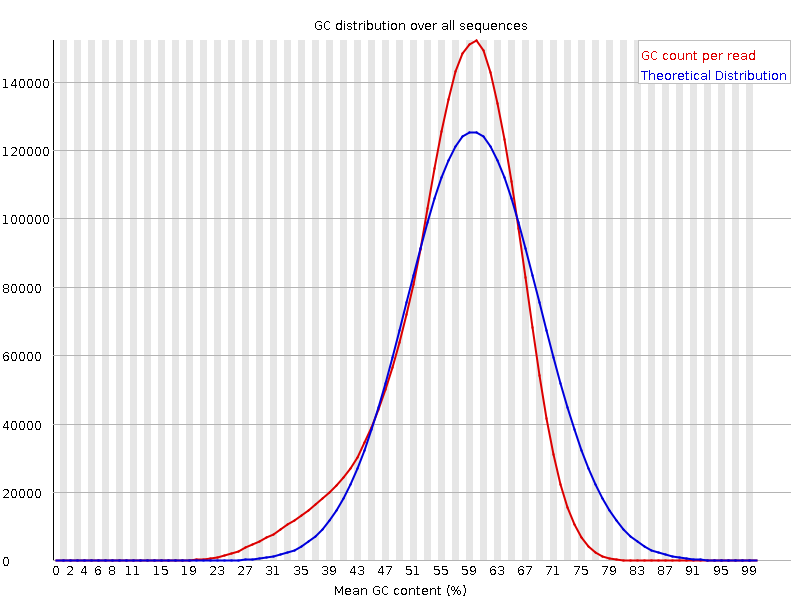 GC distribution over all sequences
GC count per read
Theoretical Distribution
140000
120000
100000
80000
60000
40000
20000
0
0 2 4 6 8 11 15 19 23 27 31 35 39 43 47 51 55 59 63 67 71 75 79 83 87 91 95 99
Mean GC content (%)